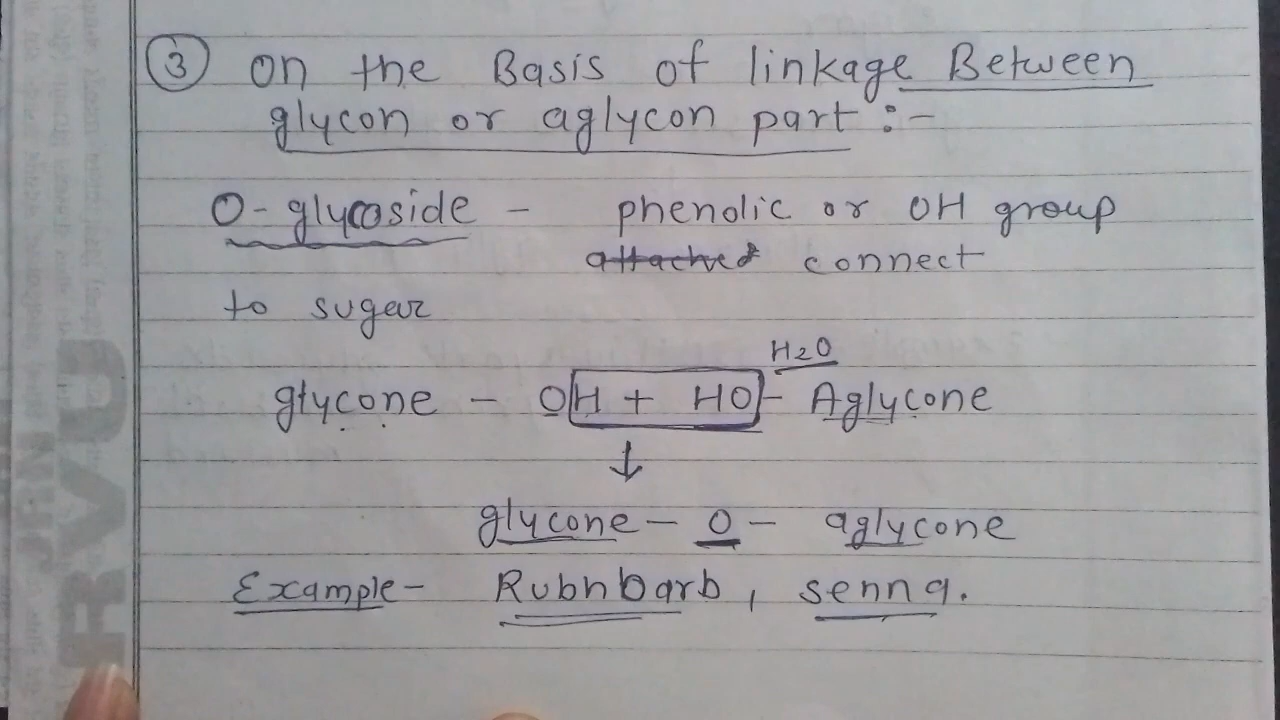 ③ on the Basis of linkage Between
glycon or aglycon part :-
O-glycoside - phenolic or OH group
attached connect
to sugar
H2O
glycone - OH + HO - Aglycone
↓
glycone - O - aglycone
Example - Rubhbarb, senna.